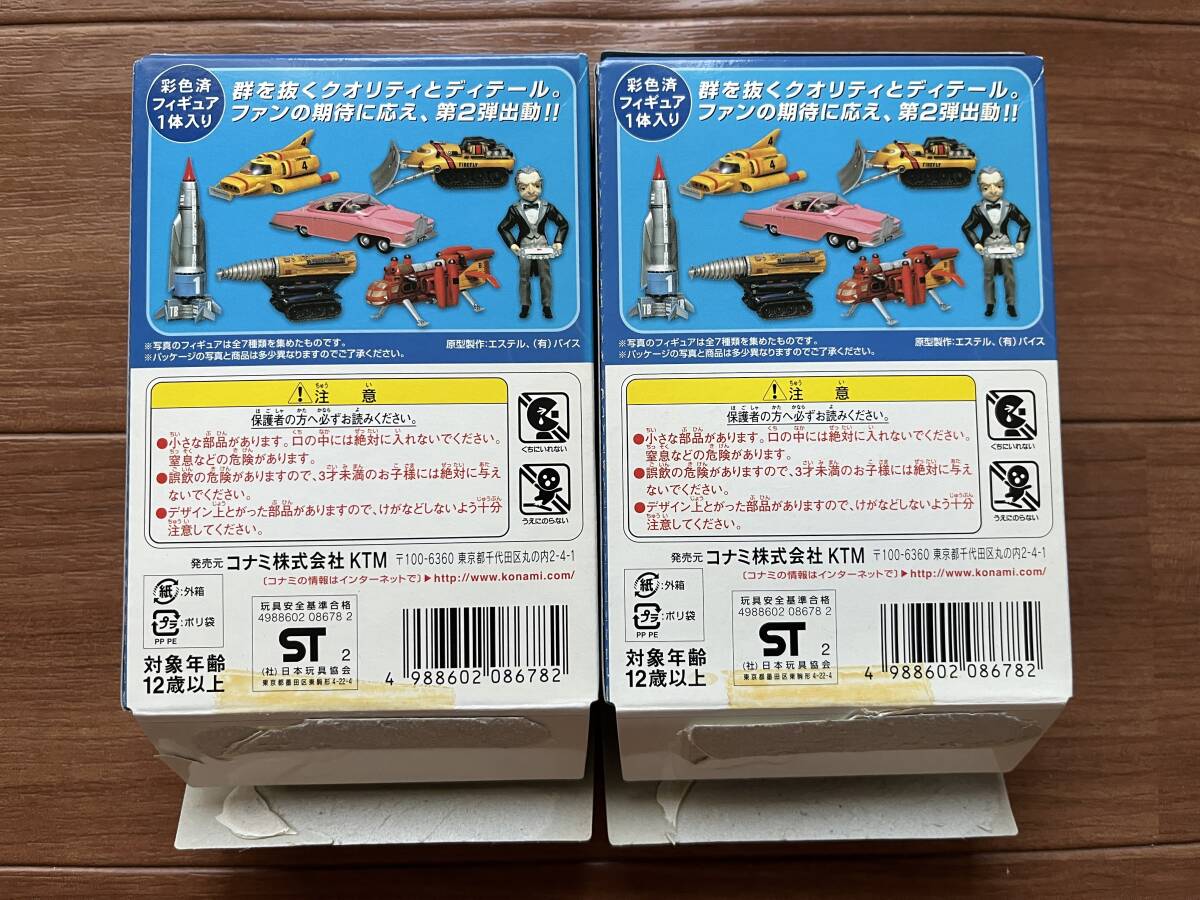 彩色済
フィギュア
1体入り
群を抜くクオリティとディテール。
ファンの期待に応え、第2弾出動!!
4
4
FIREFLY
TB
1
※写真のフィギュアは全7種類を集めたものです。
※パッケージの写真と商品は多少異なりますのでご了承ください。
原型製作:エステル、(有)バイス
注意
保護者の方へ必ずお読みください。
●小さな部品があります。口の中には絶対に入れないでください。
窒息などの危険があります。
●誤飲の危険がありますので、3才未満のお子様には絶対に与え
ないでください。
●デザイン上とがった部品がありますので、けがなどしないよう十分
注意してください。
くちにいれない
うえにのらない
発売元 コナミ株式会社 KTM 〒100-6360 東京都千代田区丸の内2-4-1
〔コナミの情報はインターネットで〕▶http://www.konami.com/
紙:外箱
プラ:ポリ袋
PP PE
対象年齢
12歳以上
玩具安全基準合格
4988602 08678 2
ST 2
(社)日本玩具協会
東京都墨田区東駒形4-22-4
4 988602 086782
彩色済
フィギュア
1体入り
群を抜くクオリティとディテール。
ファンの期待に応え、第2弾出動!!
4
4
FIREFLY
TB
1
※写真のフィギュアは全7種類を集めたものです。
※パッケージの写真と商品は多少異なりますのでご了承ください。
原型製作:エステル、(有)バイス
注意
保護者の方へ必ずお読みください。
●小さな部品があります。口の中には絶対に入れないでください。
窒息などの危険があります。
●誤飲の危険がありますので、3才未満のお子様には絶対に与え
ないでください。
●デザイン上とがった部品がありますので、けがなどしないよう十分
注意してください。
くちにいれない
うえにのらない
発売元 コナミ株式会社 KTM 〒100-6360 東京都千代田区丸の内2-4-1
〔コナミの情報はインターネットで〕▶http://www.konami.com/
紙:外箱
プラ:ポリ袋
PP PE
対象年齢
12歳以上
玩具安全基準合格
4988602 08678 2
ST 2
(社)日本玩具協会
東京都墨田区東駒形4-22-4
4 988602 086782